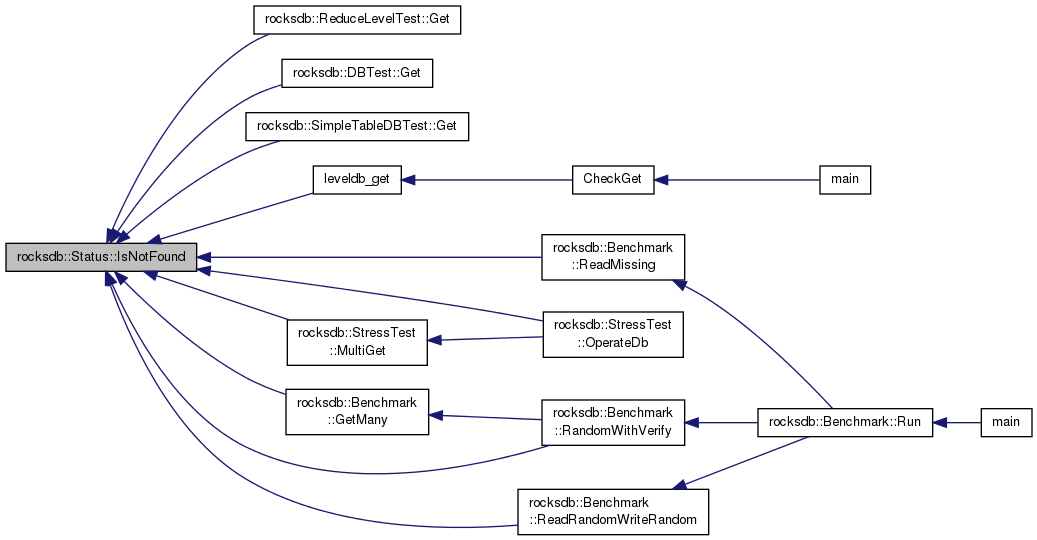 rocksdb::ReduceLevelTest::Get
rocksdb::DBTest::Get
rocksdb::SimpleTableDBTest::Get
leveldb_get
CheckGet
main
rocksdb::Status::IsNotFound
rocksdb::Benchmark
::ReadMissing
rocksdb::StressTest
::MultiGet
rocksdb::StressTest
::OperateDb
rocksdb::Benchmark
::GetMany
rocksdb::Benchmark
::RandomWithVerify
rocksdb::Benchmark::Run
main
rocksdb::Benchmark
::ReadRandomWriteRandom